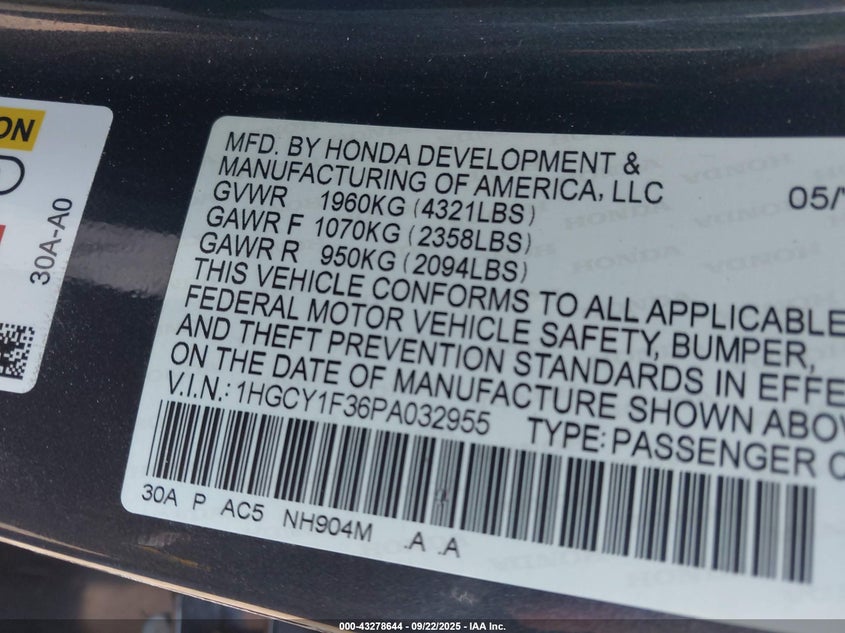 ON
30A-A0
MFD. BY HONDA DEVELOPMENT &
MANUFACTURING OF AMERICA, LLC
05/
GVWR 1960KG (4321LBS)
GAWR F 1070KG (2358LBS)
GAWR R 950KG (2094LBS)
THIS VEHICLE CONFORMS TO ALL APPLICABLE
FEDERAL MOTOR VEHICLE SAFETY, BUMPER,
AND THEFT PREVENTION STANDARDS IN EFFE
ON THE DATE OF MANUFACTURE SHOWN ABOV
V.I.N.: 1HGCY1F36PA032955 TYPE: PASSENGER C
30A P AC5 NH904M .A .A
000-43278644 - 09/22/2025 - IAA Inc.